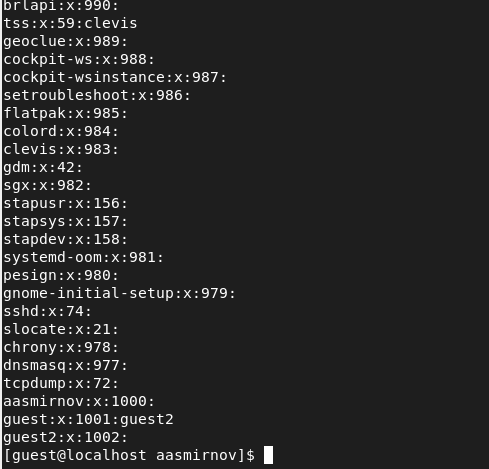 brlapi:x:990:
tss:x:59:clevis
geoclue:x:989:
cockpit-ws:x:988:
cockpit-wsinstance:x:987:
setroubleshoot:x:986:
flatpak:x:985:
colord:x:984:
clevis:x:983:
gdm:x:42:
sgx:x:982:
stapusr:x:156:
stapsys:x:157:
stapdev:x:158:
systemd-oom:x:981:
pesign:x:980:
gnome-initial-setup:x:979:
sshd:x:74:
slocate:x:21:
chrony:x:978:
dnsmasq:x:977:
tcpdump:x:72:
aasmirnov:x:1000:
guest:x:1001:guest2
guest2:x:1002:
[guest@localhost aasmirnov]$